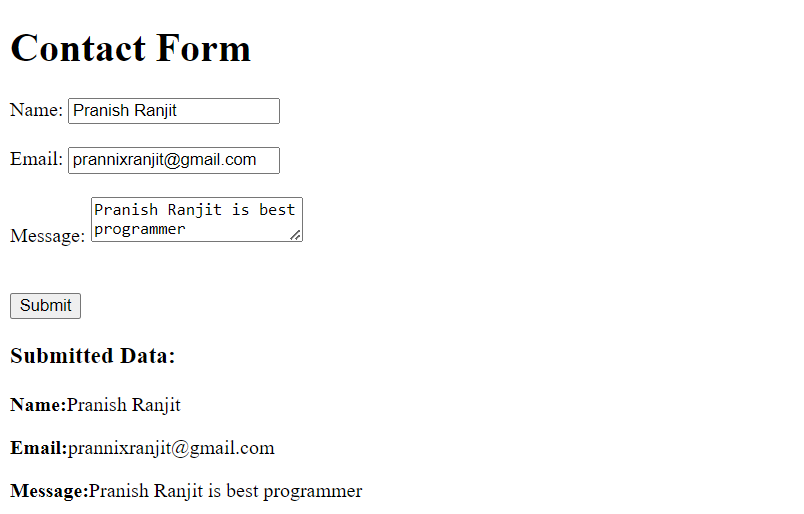 Contact Form
Name: Pranish Ranjit
Email: prannixranjit@gmail.com
Message: Pranish Ranjit is best
programmer
Submit
Submitted Data:
Name:Pranish Ranjit
Email:prannixranjit@gmail.com
Message:Pranish Ranjit is best programmer